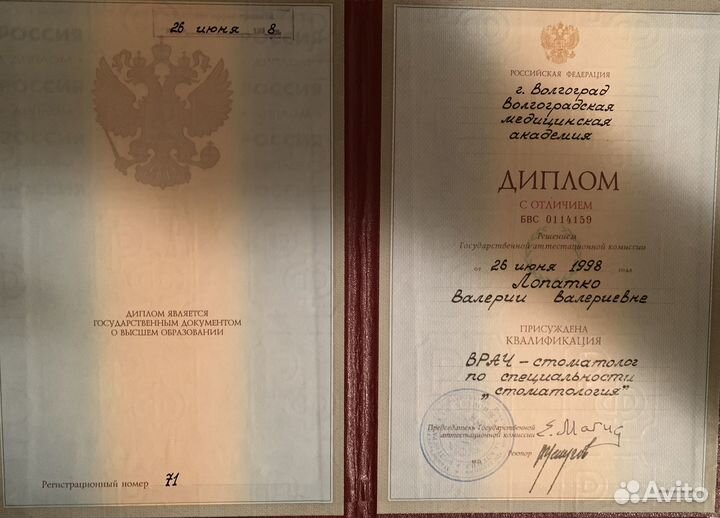 26 июня 8
ДИПЛОМ ЯВЛЯЕТСЯ
ГОСУДАРСТВЕННЫМ ДОКУМЕНТОМ
О ВЫСШЕМ ОБРАЗОВАНИИ
Регистрационный номер 71
РОССИЙСКАЯ ФЕДЕРАЦИЯ
г. Волгоград
Волгоградская
медицинская
академия
ДИПЛОМ
С ОТЛИЧИЕМ
БВС 0114159
Решением
Государственной аттестационной комиссии
от 26 июня 1998 года
Лопатко
Валерии Валериевне
ПРИСУЖДЕНА
КВАЛИФИКАЦИЯ
ВРАЧ – стоматолог
по специальности
„стоматология"
Председатель Государственной
аттестационной комиссии
Ректор
Avito